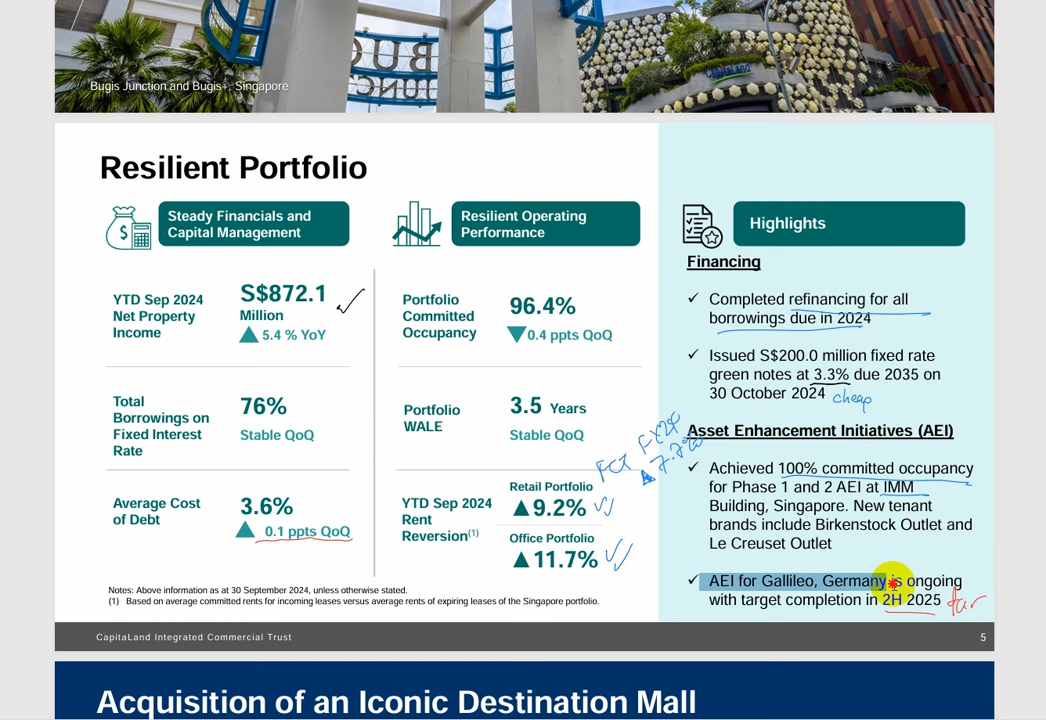 Bugis Junction and Bugis+, Singapore
Resilient Portfolio
Steady Financials and
Capital Management
YTD Sep 2024
Net Property
Income
S$872.1
Million
▲ 5.4 % YoY
Total
Borrowings on
Fixed Interest
Rate
76%
Stable QoQ
Average Cost
of Debt
3.6%
▲ 0.1 ppts QoQ
Resilient Operating
Performance
Portfolio
Committed
Occupancy
96.4%
▼0.4 ppts QoQ
Portfolio
WALE
3.5 Years
Stable QoQ
YTD Sep 2024
Rent
Reversion(1)
Retail Portfolio
▲9.2%
Office Portfolio
▲11.7%
FCT FY24
▲7.7%
Notes: Above information as at 30 September 2024, unless otherwise stated.
(1) Based on average committed rents for incoming leases versus average rents of expiring leases of the Singapore portfolio.
Highlights
Financing
✓ Completed refinancing for all
borrowings due in 2024
✓ Issued S$200.0 million fixed rate
green notes at 3.3% due 2035 on
30 October 2024
cheap
Asset Enhancement Initiatives (AEI)
✓ Achieved 100% committed occupancy
for Phase 1 and 2 AEI at IMM
Building, Singapore. New tenant
brands include Birkenstock Outlet and
Le Creuset Outlet
✓ AEI for Gallileo, Germany is ongoing
with target completion in 2H 2025
far
CapitaLand Integrated Commercial Trust
5
Acquisition of an Iconic Destination Mall